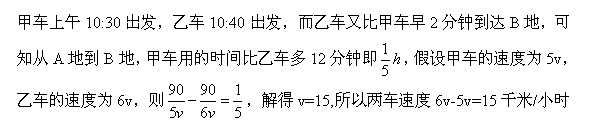 甲车上午 10:30 出发，乙车 10:40 出发，而乙车又比甲车早 2 分钟到达 B 地，可
知从 A 地到 B 地，甲车用的时间比乙车多 12 分钟即 1/5 h，假设甲车的速度为 5v，
乙车的速度为 6v，则 90/5v - 90/6v = 1/5，解得 v=15,所以两车速度 6v-5v=15 千米/小时